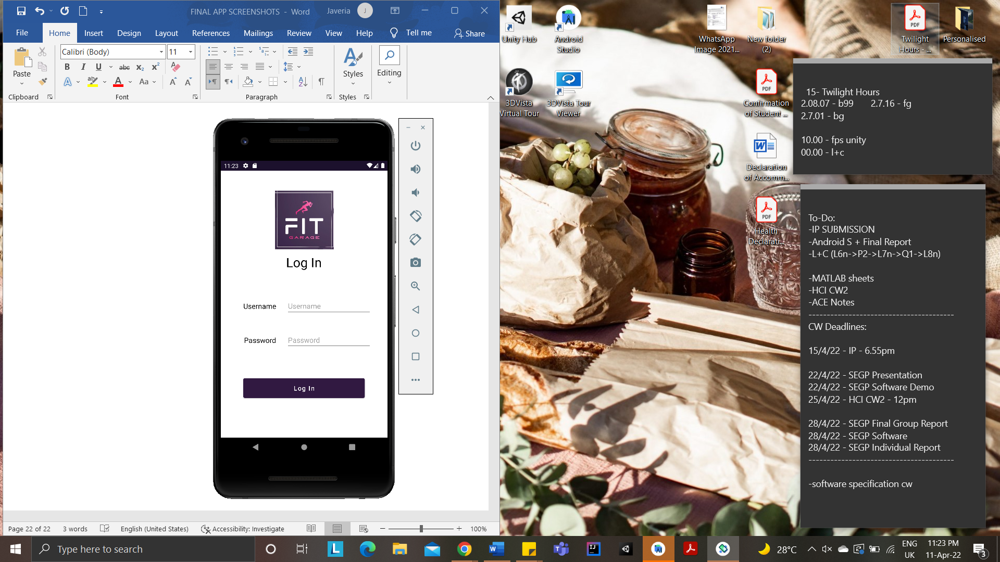 FINAL APP SCREENSHOTS - Word
Javeria
J
File
Home
Insert
Design
Layout
References
Mailings
Review
View
Help
Tell me
Share
Calibri (Body)
11
Paste
B I U abc x₂ x²
A ab A Aa A A
Styles
Editing
Clipboard
Font
Paragraph
Styles
11:23
FIT
GARAGE
Log In
Username
Username
Password
Password
Log In
Page 22 of 22
3 words
English (United States)
Accessibility: Investigate
100%
Unity Hub
Android
Studio
WhatsApp
Image 2021...
New folder
(2)
PDF
Twilight
Hours - ...
Personalised
3DVista
Virtual Tour
3DVista Tour
Viewer
PDF
Confirmation
of Student ...
Declaration
of Accomm...
PDF
Health
Declarati...
15- Twilight Hours
2.08.07 - b99 2.7.16 - fg
2.7.01 - bg
10.00 - fps unity
00.00 - l+c
To-Do:
-IP SUBMISSION
-Android S + Final Report
-L+C (L6n->P2->L7n->Q1->L8n)
-MATLAB sheets
-HCI CW2
-ACE Notes
----------------------------------------
CW Deadlines:
15/4/22 - IP - 6.55pm
22/4/22 - SEGP Presentation
22/4/22 - SEGP Software Demo
25/4/22 - HCI CW2 - 12pm
28/4/22 - SEGP Final Group Report
28/4/22 - SEGP Software
28/4/22 - SEGP Individual Report
----------------------------------------
-software specification cw
Type here to search
L
28°C
ENG
UK
11:23 PM
11-Apr-22
3